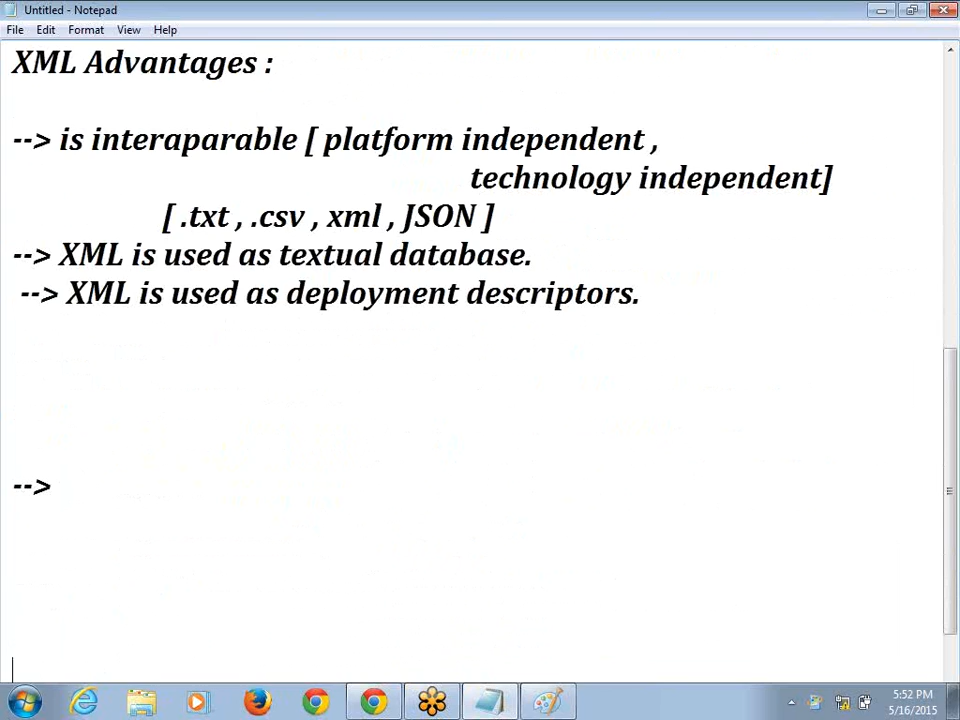 Untitled - Notepad
File Edit Format View Help
XML Advantages :
--> is interaparable [ platform independent ,
technology independent]
[ .txt , .csv , xml , JSON ]
--> XML is used as textual database.
--> XML is used as deployment descriptors.
-->
5:52 PM
5/16/2015